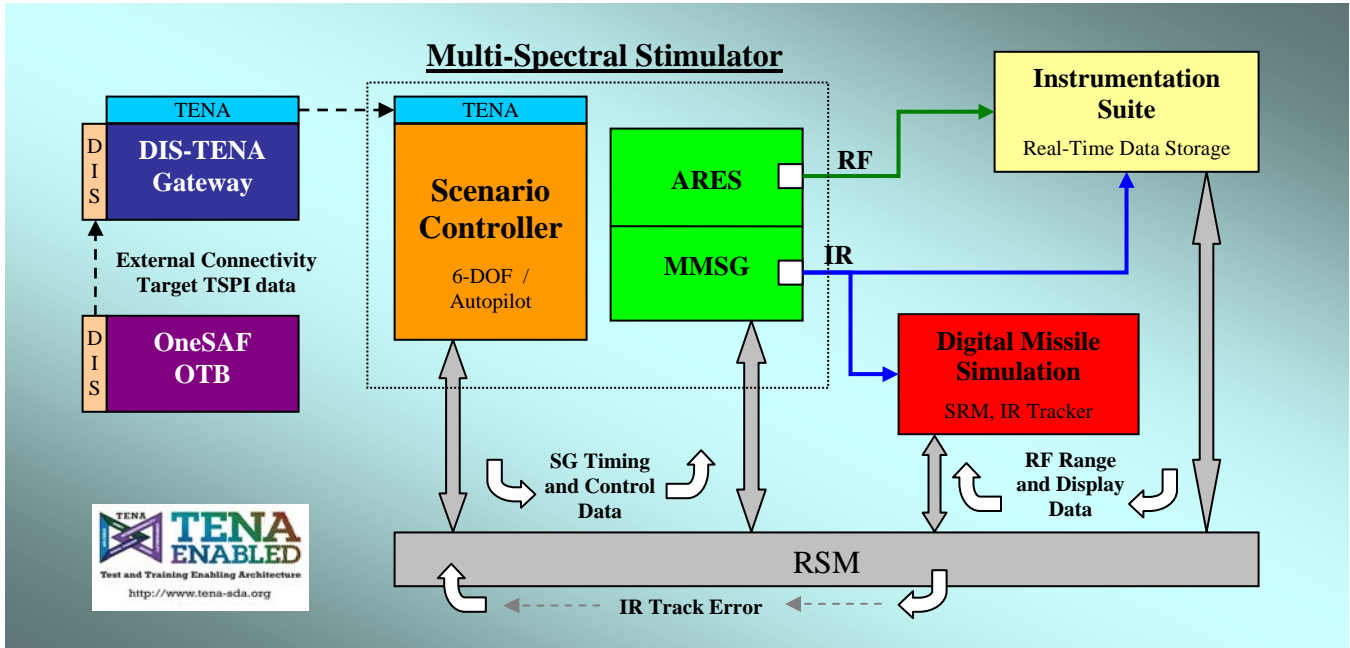 Multi-Spectral Stimulator
TENA
DIS
DIS-TENA
Gateway
External Connectivity
Target TSPI data
DIS
OneSAF
OTB
TENA
Scenario
Controller
6-DOF /
Autopilot
ARES
MMSG
RF
IR
Instrumentation
Suite
Real-Time Data Storage
Digital Missile
Simulation
SRM, IR Tracker
SG Timing
and Control
Data
RF Range
and Display
Data
RSM
IR Track Error
TENA
TENA
ENABLED
Test and Training Enabling Architecture
http://www.tena-sda.org